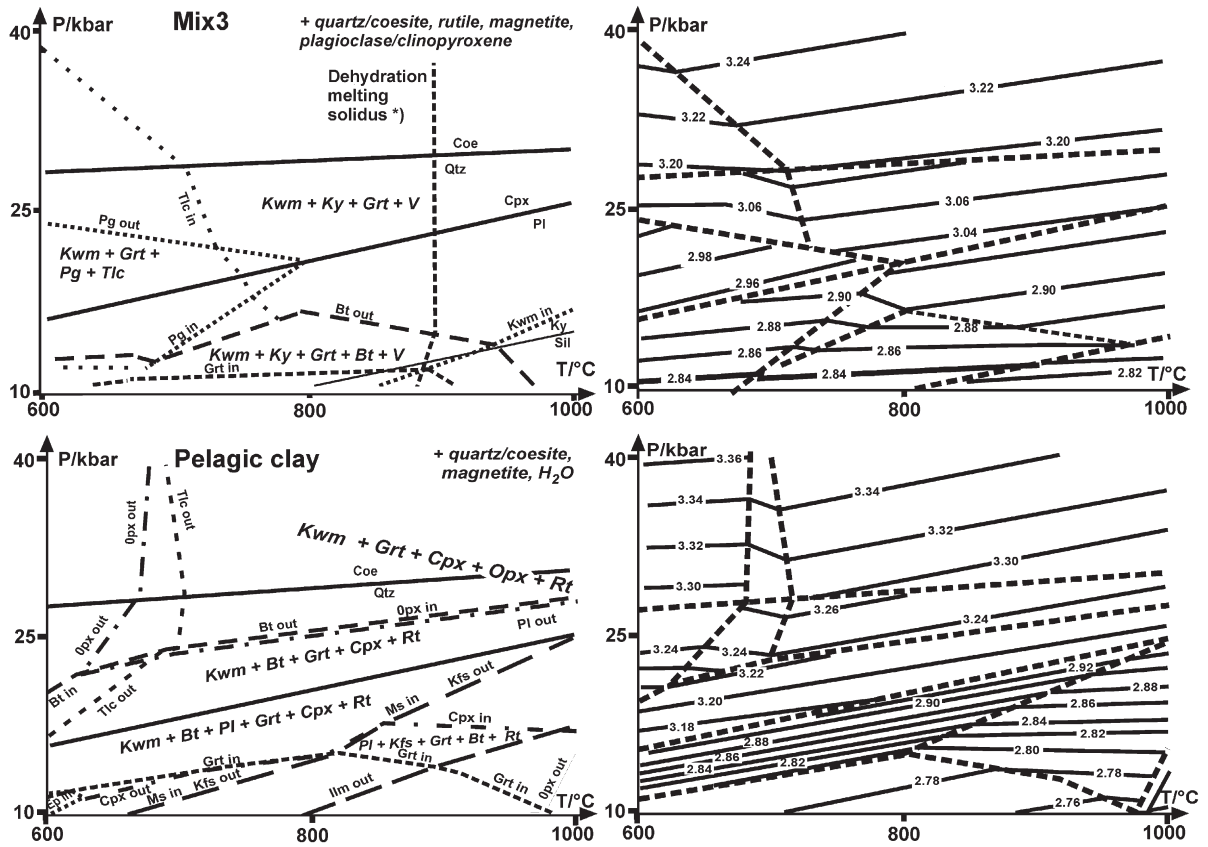 P/kbar
Mix3
+ quartz/coesite, rutile, magnetite,
plagioclase/clinopyroxene
40
Dehydration
melting
solidus *)
Coe
Qtz
Tlc in
Kwm + Ky + Grt + V
Cpx
Pl
25
Pg out
Kwm + Grt +
Pg + Tlc
Pg in
Bt out
Kwm in
Ky
Sil
Kwm + Ky + Grt + Bt + V
Grt in
T/°C
10
600
800
1000
P/kbar
40
3.24
3.22
3.22
3.20
3.20
25
3.06
3.06
3.04
2.98
2.96
2.90
2.90
2.88
2.88
2.86
2.86
2.84
2.84
2.82
T/°C
10
600
800
1000
P/kbar
Pelagic clay
+ quartz/coesite,
magnetite, H2O
40
0px out
Tlc out
Kwm + Grt + Cpx + Opx + Rt
Coe
Qtz
0px out
Bt out
0px in
Pl out
25
Kwm + Bt + Grt + Cpx + Rt
Bt in
Tlc out
Kfs out
Ms in
Kwm + Bt + Pl + Grt + Cpx + Rt
Cpx in
Pl + Kfs + Grt + Bt + Rt
Grt in
Grt in
Kfs out
Cpx out
Ms in
Ilm out
Grt in
0px out
Ep in
T/°C
10
600
800
1000
P/kbar
40
3.36
3.34
3.34
3.32
3.32
3.30
3.30
3.26
3.24
3.24
3.24
3.22
25
3.20
3.18
2.92
2.90
2.88
2.88
2.86
2.86
2.84
2.84
2.82
2.82
2.80
2.78
2.78
2.76
T/°C
10
600
800
1000